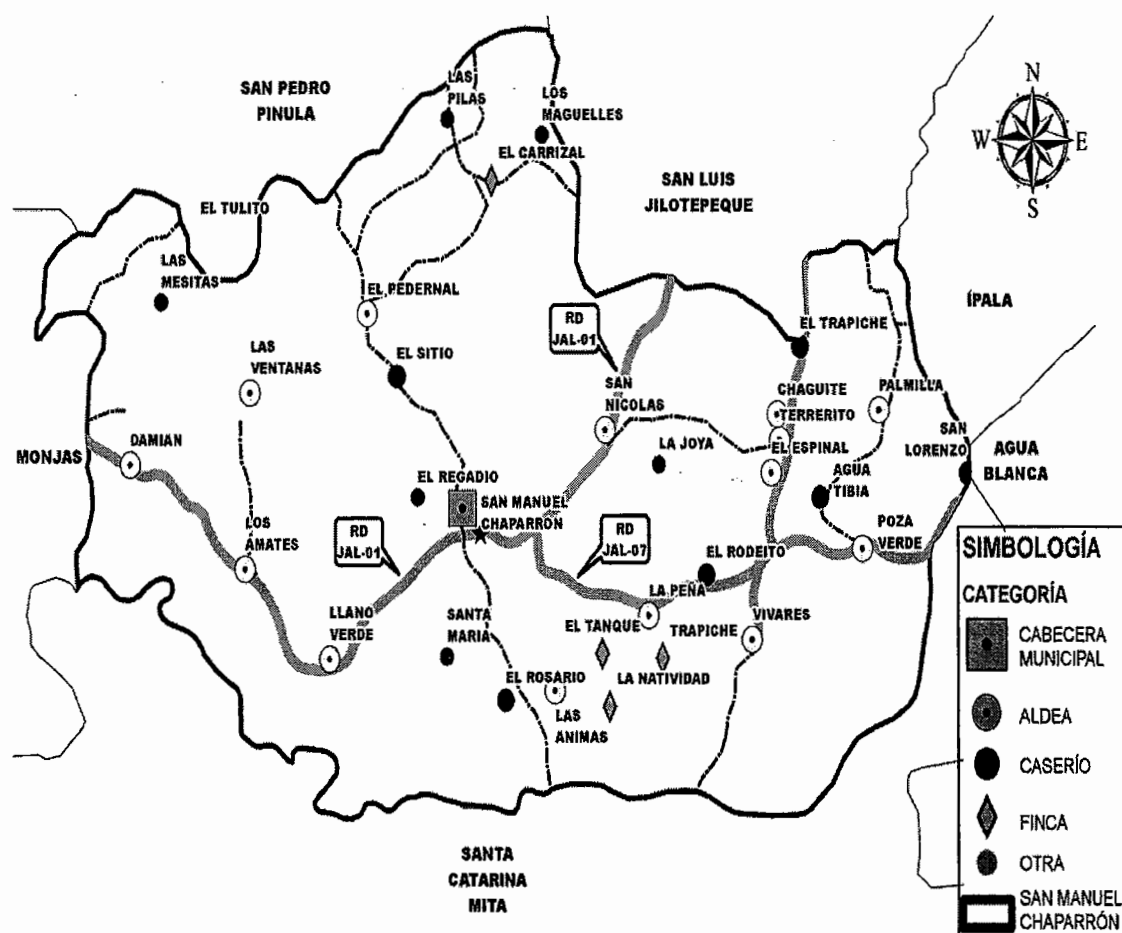 SAN PEDRO
PINULA
LAS
PILAS
LOS
MAGUELLES
EL CARRIZAL
N
W
E
S
SAN LUIS
JILOTEPEQUE
EL TULITO
LAS
MESITAS
EL PEDERNAL
ÍPALA
RD
JAL-01
EL TRAPICHE
EL SITIO
LAS
VENTANAS
SAN
NICOLAS
CHAGUITE
TERRERITO
PALMILLA
SAN
LORENZO
MONJAS
DAMIAN
LA JOYA
EL ESPINAL
AGUA
BLANCA
EL REGADIO
SAN MANUEL
CHAPARRÓN
AGUA
TIBIA
LOS
AMATES
RD
JAL-01
RD
JAL-07
EL RODEITO
POZA
VERDE
LLANO
VERDE
SANTA
MARIA
LA PEÑA
EL TANQUE
TRAPICHE
VIVARES
EL ROSARIO
LA NATIVIDAD
LAS
ANIMAS
SANTA
CATARINA
MITA
SIMBOLOGÍA
CATEGORÍA
CABECERA
MUNICIPAL
ALDEA
CASERÍO
FINCA
OTRA
SAN MANUEL
CHAPARRÓN